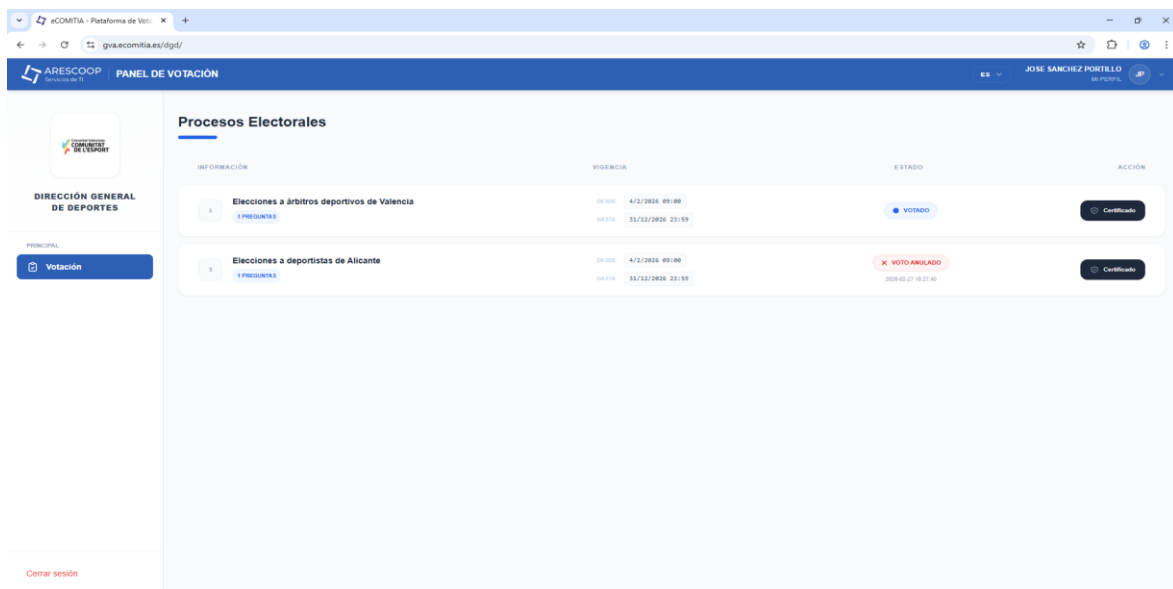 eCOMITIA - Plataforma de Voto
gva.ecomitia.es/dgd/
ARESCOOP
Servicios de TI
PANEL DE VOTACIÓN
ES
JOSE SANCHEZ PORTILLO
MI PERFIL
JP
COMUNITAT
DE L'ESPORT
DIRECCIÓN GENERAL
DE DEPORTES
PRINCIPAL
Votación
Cerrar sesión
Procesos Electorales
INFORMACIÓN VIGENCIA ESTADO ACCIÓN
Elecciones a árbitros deportivos de Valencia
1 PREGUNTAS
DESDE 4/2/2026 09:00
HASTA 31/12/2026 23:59
VOTADO
Certificado
Elecciones a deportistas de Alicante
1 PREGUNTAS
DESDE 4/2/2026 09:00
HASTA 31/12/2026 23:59
VOTO ANULADO
Certificado